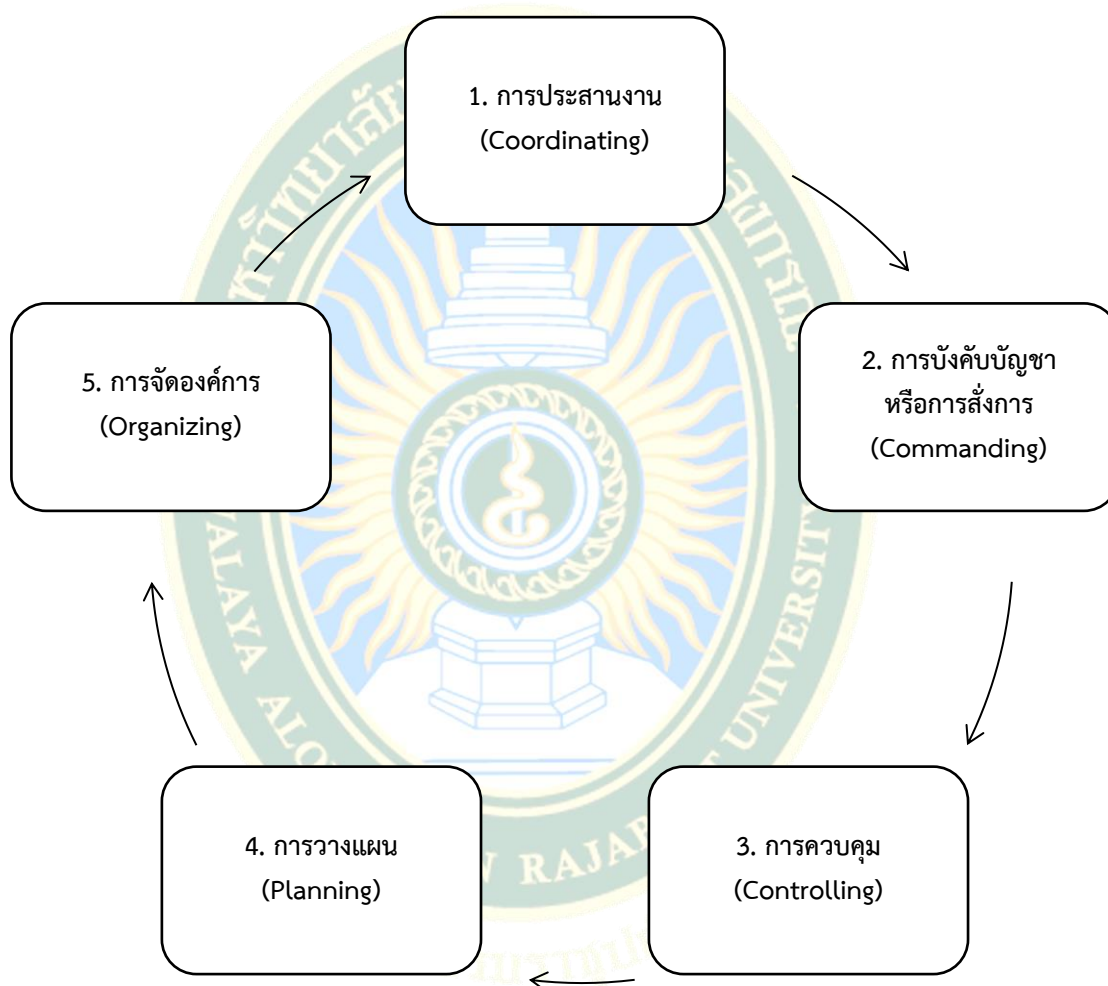 1. การประสานงาน
(Coordinating)
2. การบังคับบัญชา
หรือการสั่งการ
(Commanding)
3. การควบคุม
(Controlling)
4. การวางแผน
(Planning)
5. การจัดองค์การ
(Organizing)
UNIVERSITY